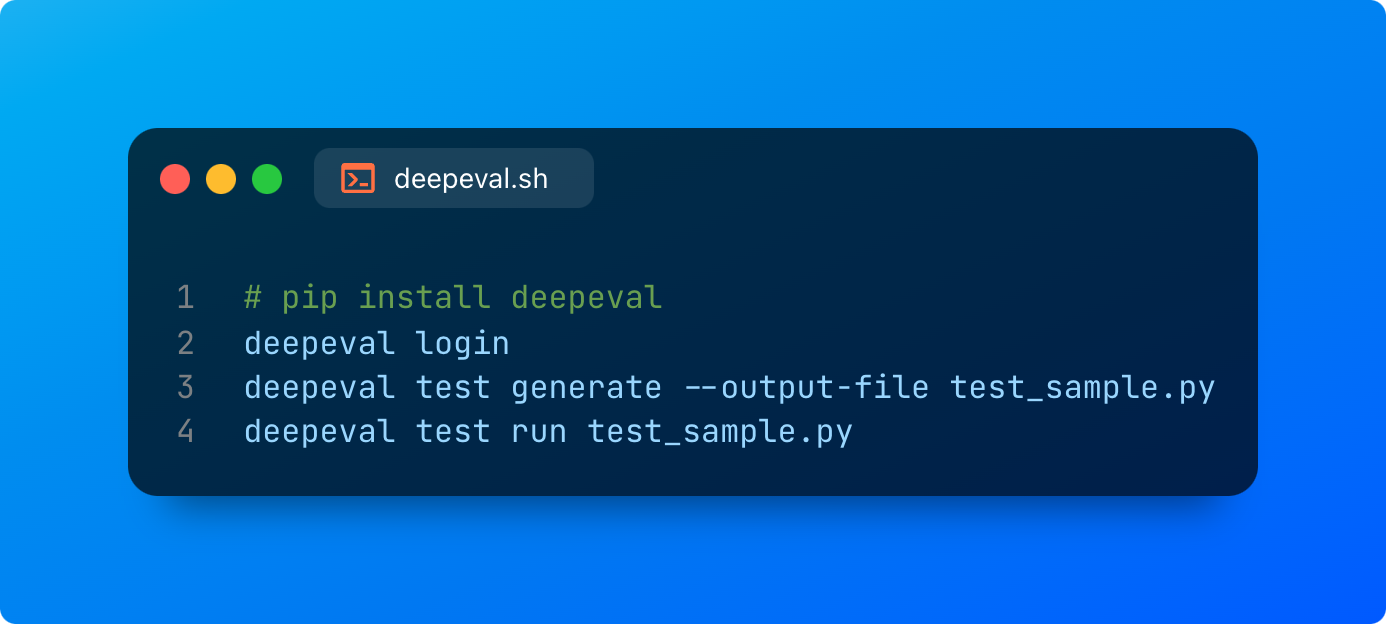 deepeval.sh
1 # pip install deepeval
2 deepeval login
3 deepeval test generate --output-file test_sample.py
4 deepeval test run test_sample.py